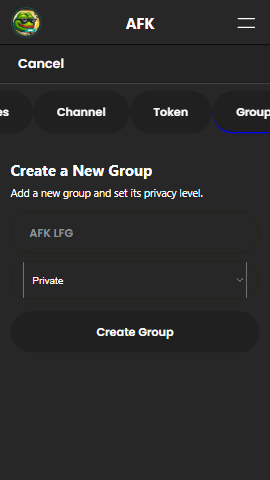 AFK
Cancel
es
Channel
Token
Group
Create a New Group
Add a new group and set its privacy level.
AFK LFG
Private
Create Group